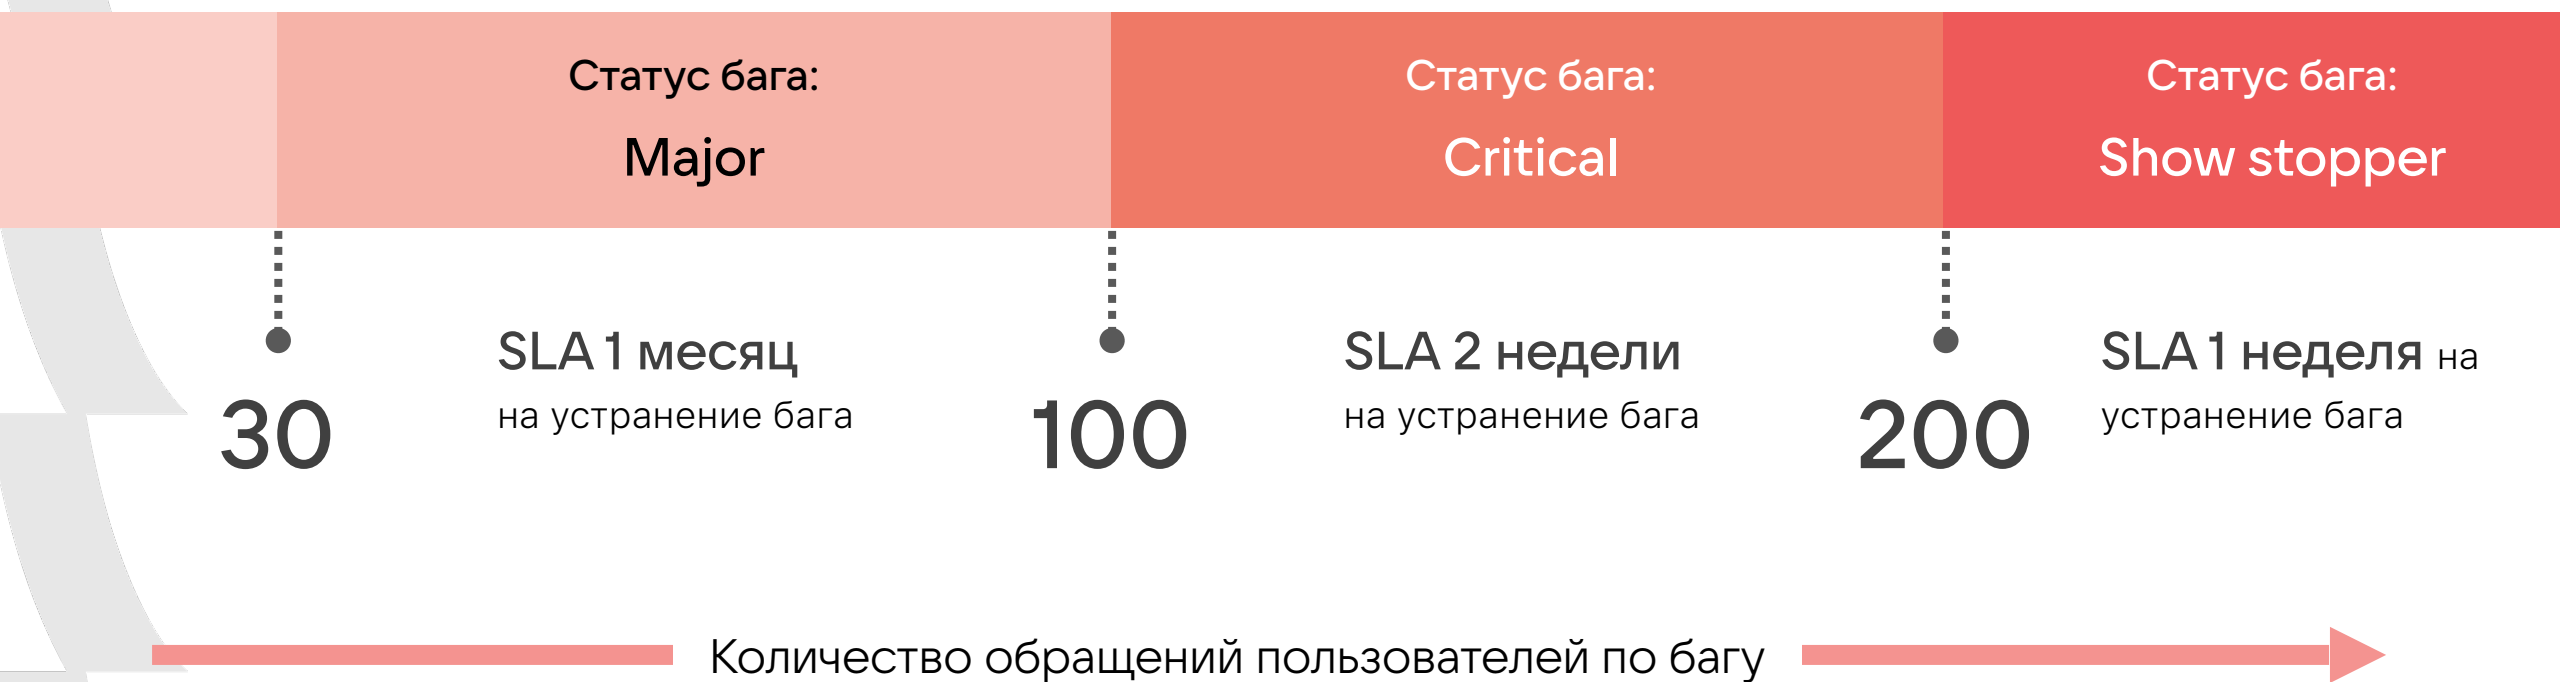 Статус бага:
Major
Статус бага:
Critical
Статус бага:
Show stopper
30
SLA 1 месяц
на устранение бага
100
SLA 2 недели
на устранение бага
200
SLA 1 неделя на
устранение бага
Количество обращений пользователей по багу